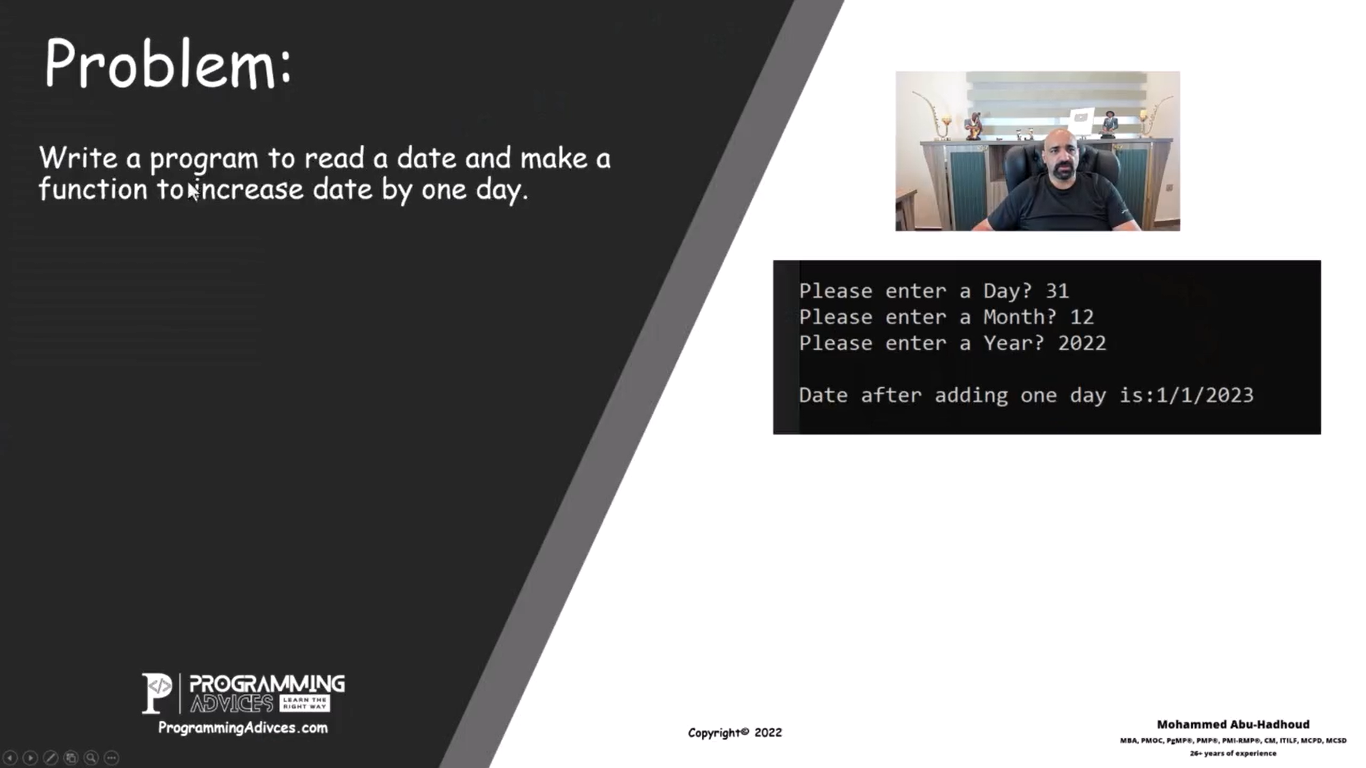 Problem:
Write a program to read a date and make a
function to increase date by one day.
Please enter a Day? 31
Please enter a Month? 12
Please enter a Year? 2022
Date after adding one day is:1/1/2023
PROGRAMMING
ADVICES
LEARN THE
RIGHT WAY
ProgrammingAdivces.com
Copyright© 2022
Mohammed Abu-Hadhoud
MBA, PMOC, PgMP®, PMP®, PMI-RMP®, CM, ITILF, MCPD, MCSD
26+ years of experience